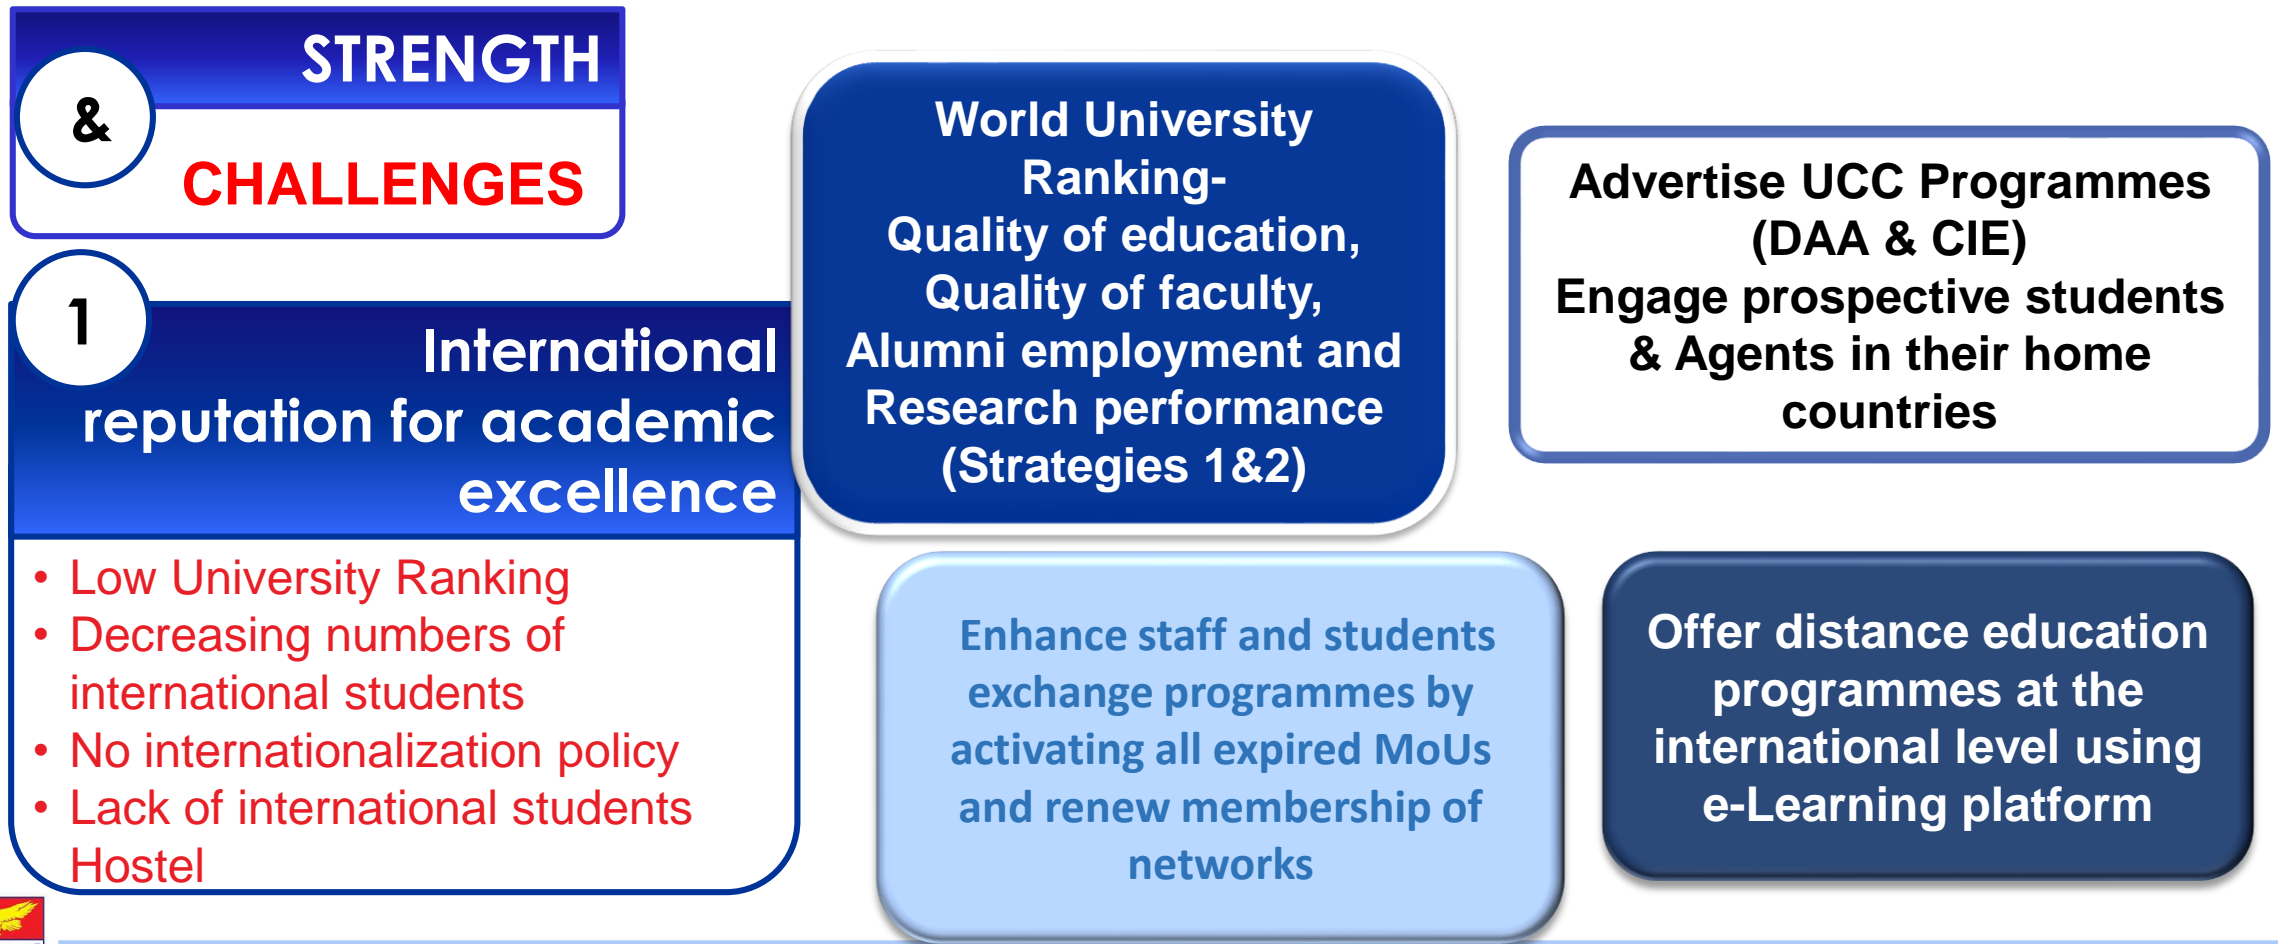 STRENGTH
&
CHALLENGES
1
International
reputation for academic
excellence
• Low University Ranking
• Decreasing numbers of
international students
• No internationalization policy
• Lack of international students
Hostel
World University
Ranking-
Quality of education,
Quality of faculty,
Alumni employment and
Research performance
(Strategies 1&2)
Advertise UCC Programmes
(DAA & CIE)
Engage prospective students
& Agents in their home
countries
Enhance staff and students
exchange programmes by
activating all expired MoUs
and renew membership of
networks
Offer distance education
programmes at the
international level using
e-Learning platform